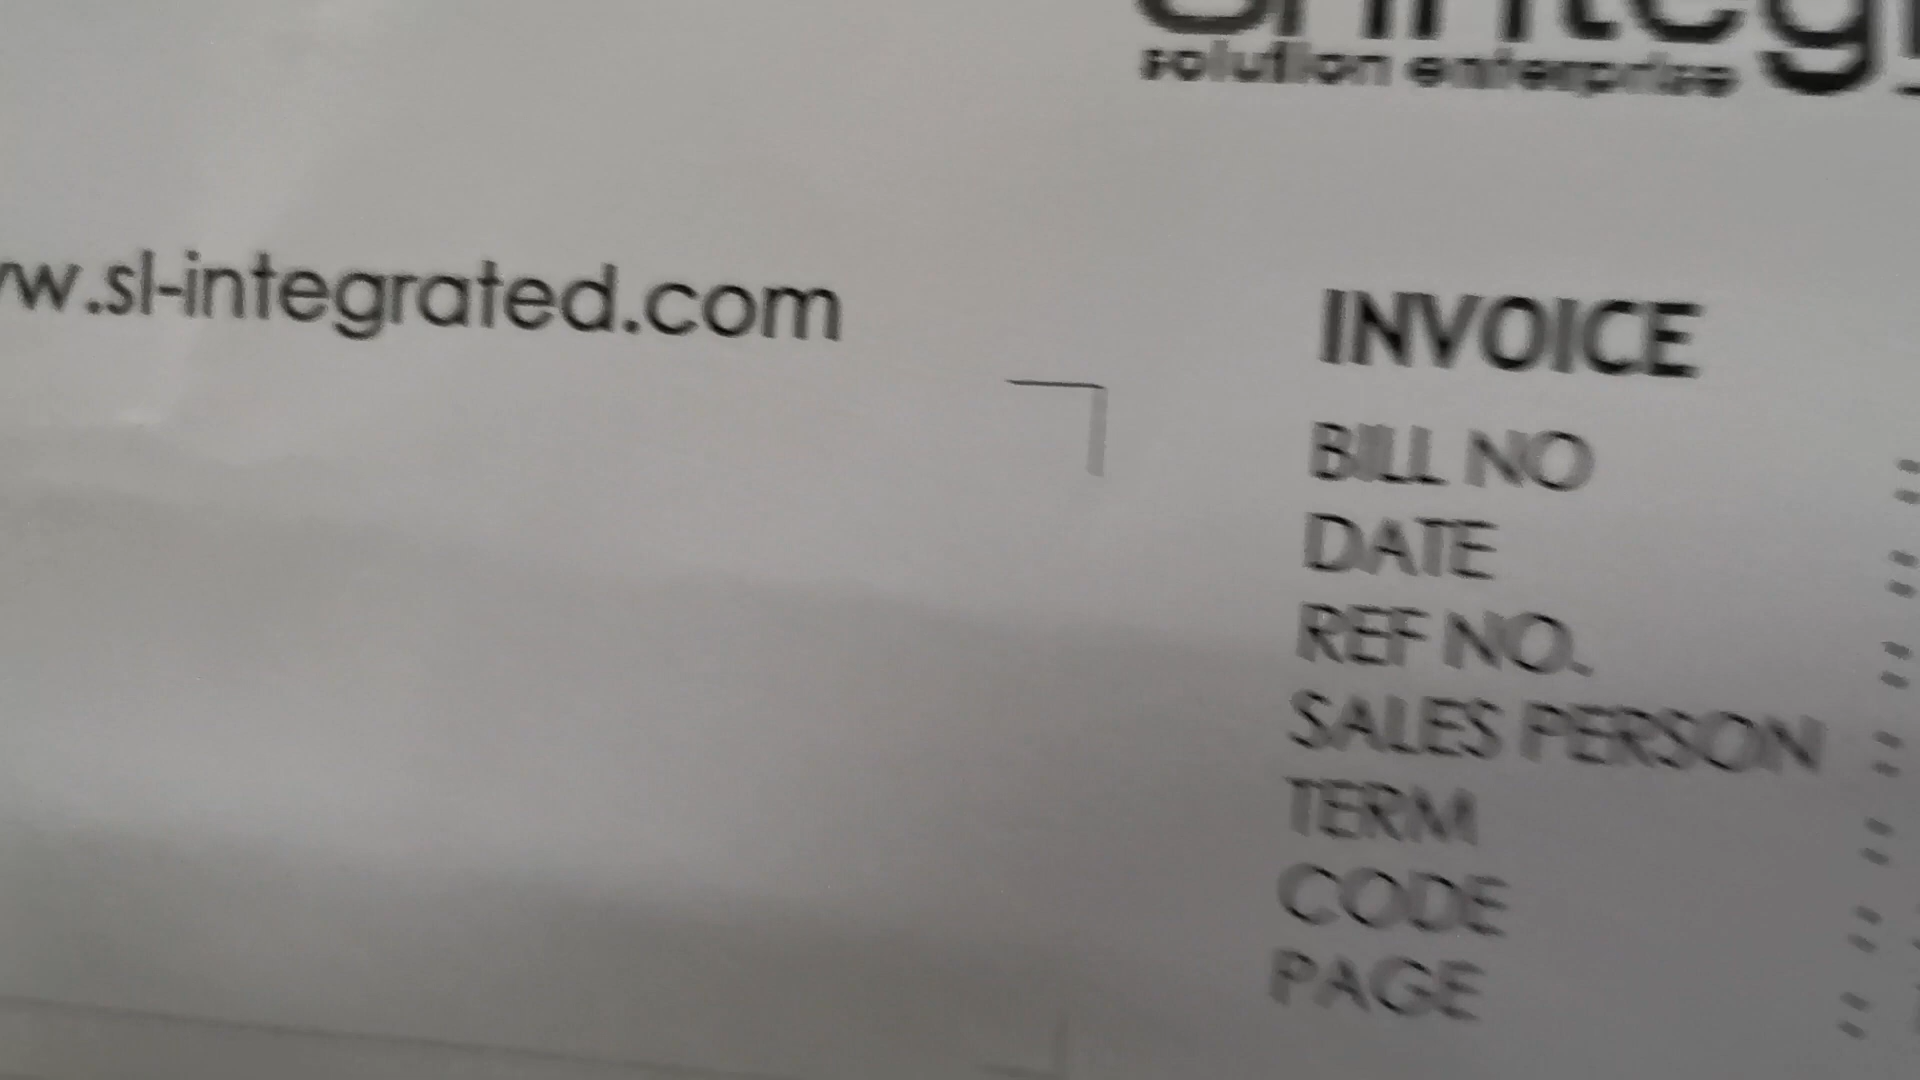 solution enterprise
w.sl-integrated.com
INVOICE
BILL NO :
DATE :
REF NO. :
SALES PERSON :
TERM :
CODE :
PAGE :